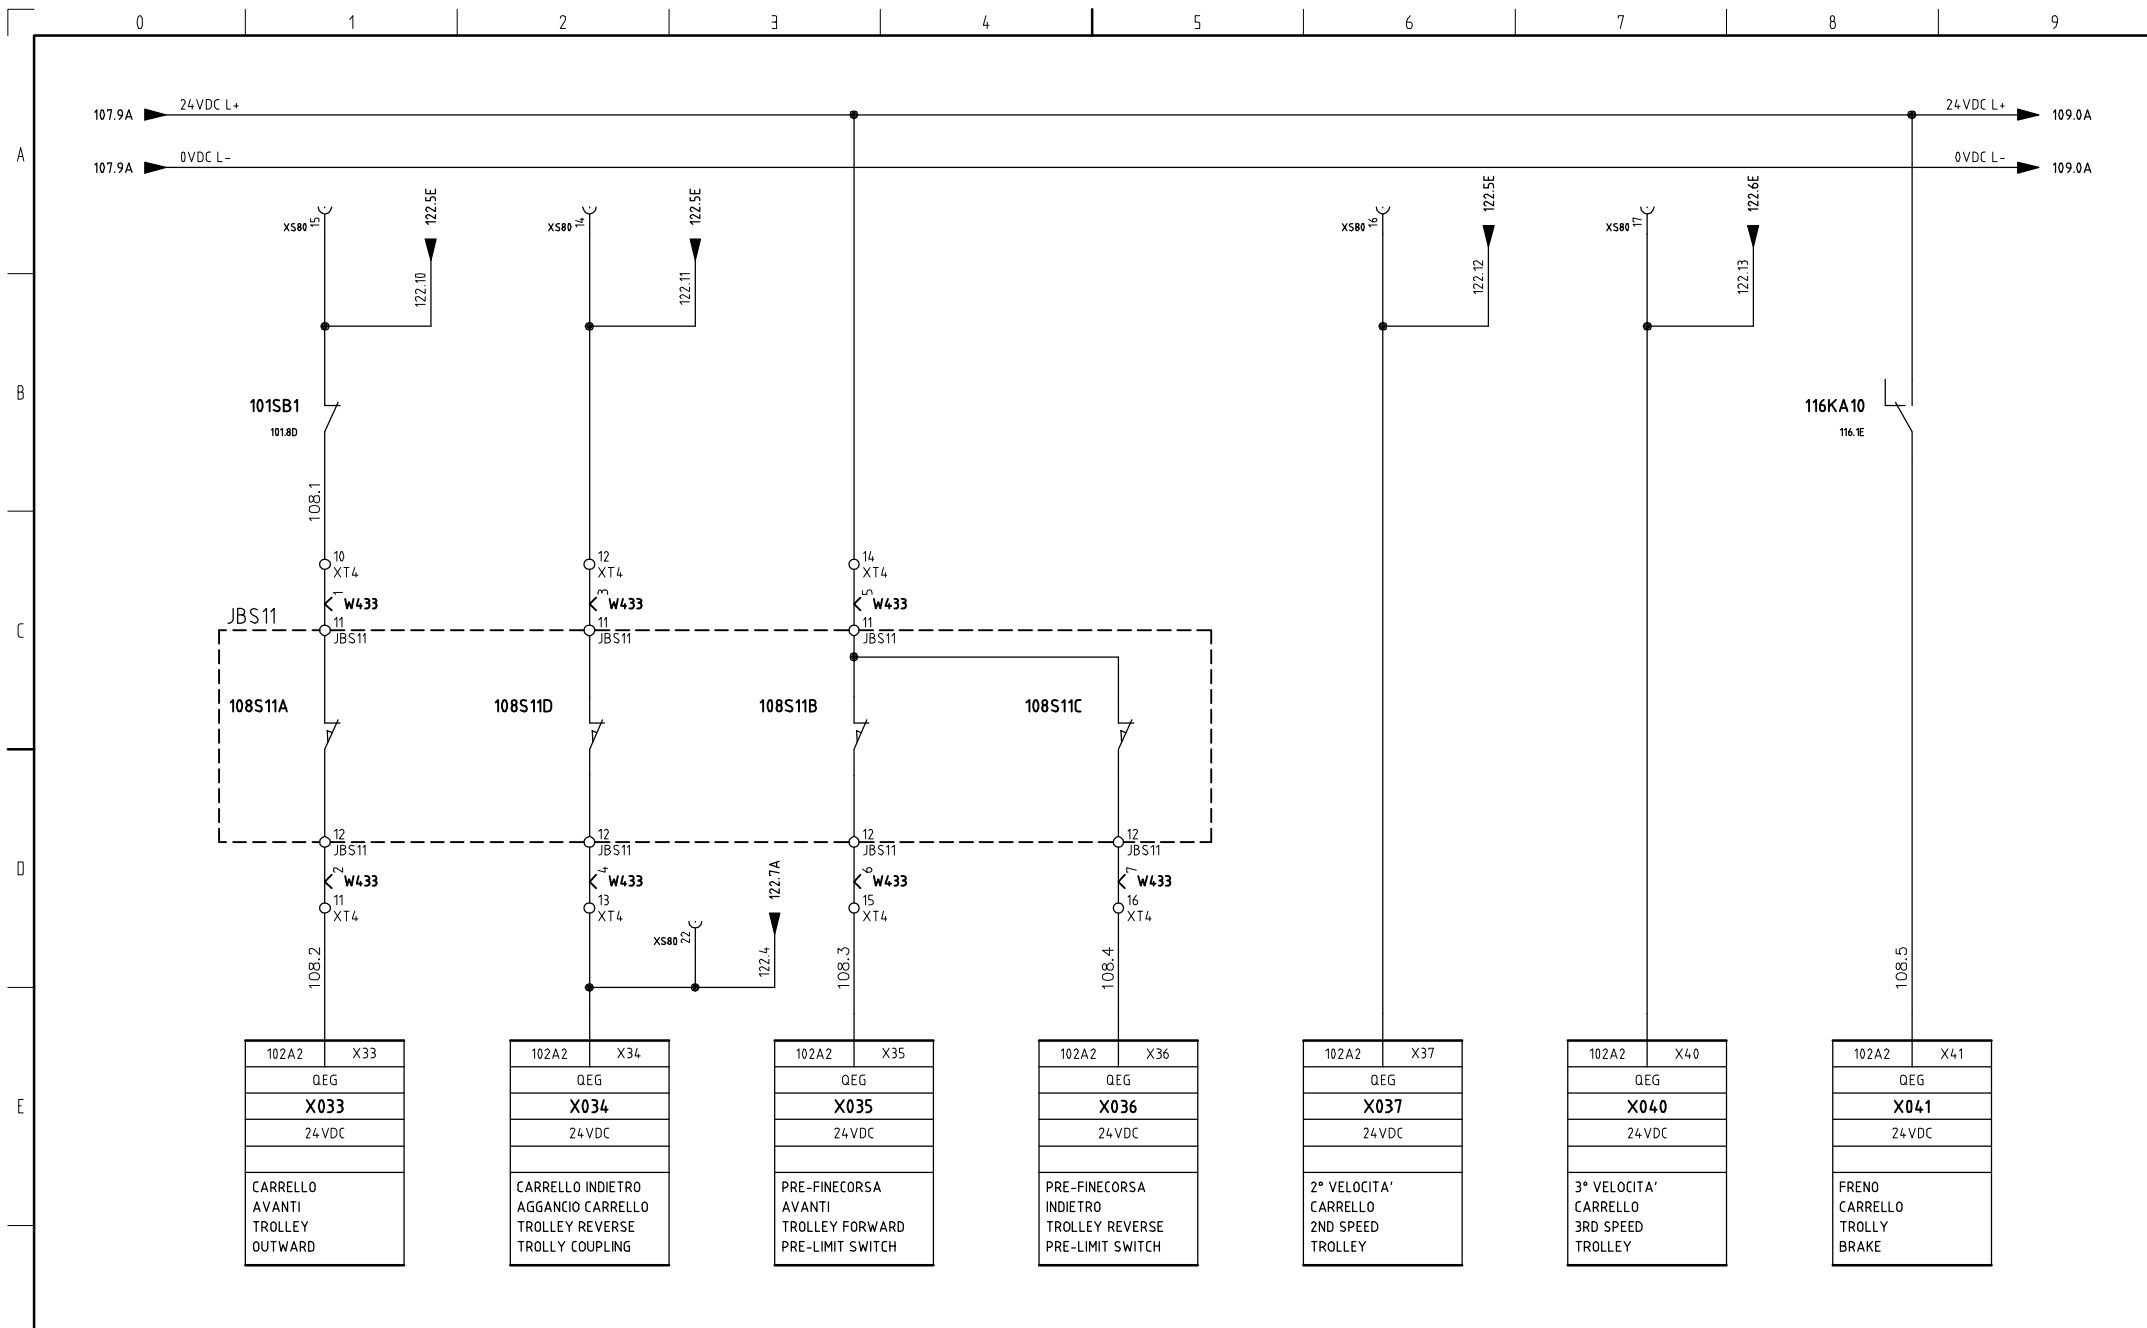 0 1 2 3 4 5 6 7 8 9
A
B
C
D
E
107.9A 24VDC L+ 24VDC L+ 109.0A
107.9A 0VDC L- 0VDC L- 109.0A
XS80 15 122.5E
122.10
XS80 14 122.5E
122.11
XS80 16 122.5E
122.12
XS80 17 122.6E
122.13
101SB1
101.8D
116KA10
116.1E
108.1
10
XT4
1 W433
12
XT4
3 W433
14
XT4
5 W433
JBS11
11
JBS11
11
JBS11
11
JBS11
108S11A 108S11D 108S11B 108S11C
12
JBS11
12
JBS11
12
JBS11
12
JBS11
2 W433
4 W433
6 W433
7 W433
11
XT4
13
XT4
15
XT4
16
XT4
XS80 22
122.7A
122.4
108.2
108.3
108.4
108.5
102A2 X33
QEG
X033
24VDC
CARRELLO
AVANTI
TROLLEY
OUTWARD
102A2 X34
QEG
X034
24VDC
CARRELLO INDIETRO
AGGANCIO CARRELLO
TROLLEY REVERSE
TROLLY COUPLING
102A2 X35
QEG
X035
24VDC
PRE-FINECORSA
AVANTI
TROLLEY FORWARD
PRE-LIMIT SWITCH
102A2 X36
QEG
X036
24VDC
PRE-FINECORSA
INDIETRO
TROLLEY REVERSE
PRE-LIMIT SWITCH
102A2 X37
QEG
X037
24VDC
2° VELOCITA'
CARRELLO
2ND SPEED
TROLLEY
102A2 X40
QEG
X040
24VDC
3° VELOCITA'
CARRELLO
3RD SPEED
TROLLEY
102A2 X41
QEG
X041
24VDC
FRENO
CARRELLO
TROLLY
BRAKE